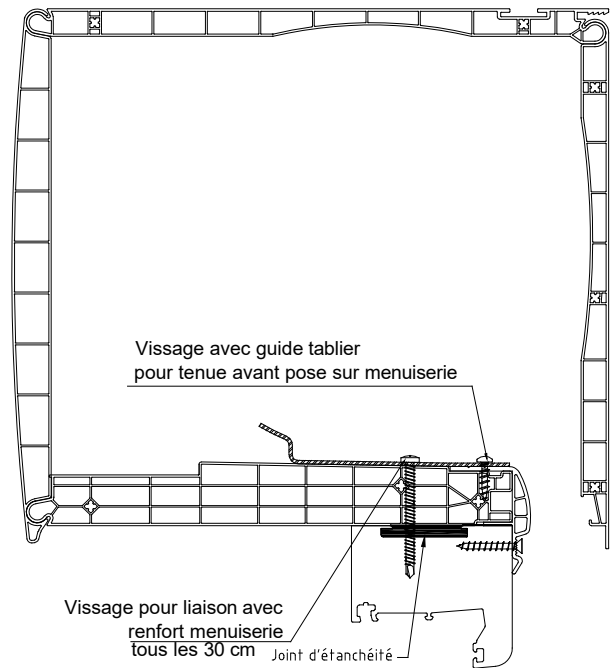 Vissage avec guide tablier
pour tenue avant pose sur menuiserie
Vissage pour liaison avec
renfort menuiserie
tous les 30 cm
Joint d'étanchéité